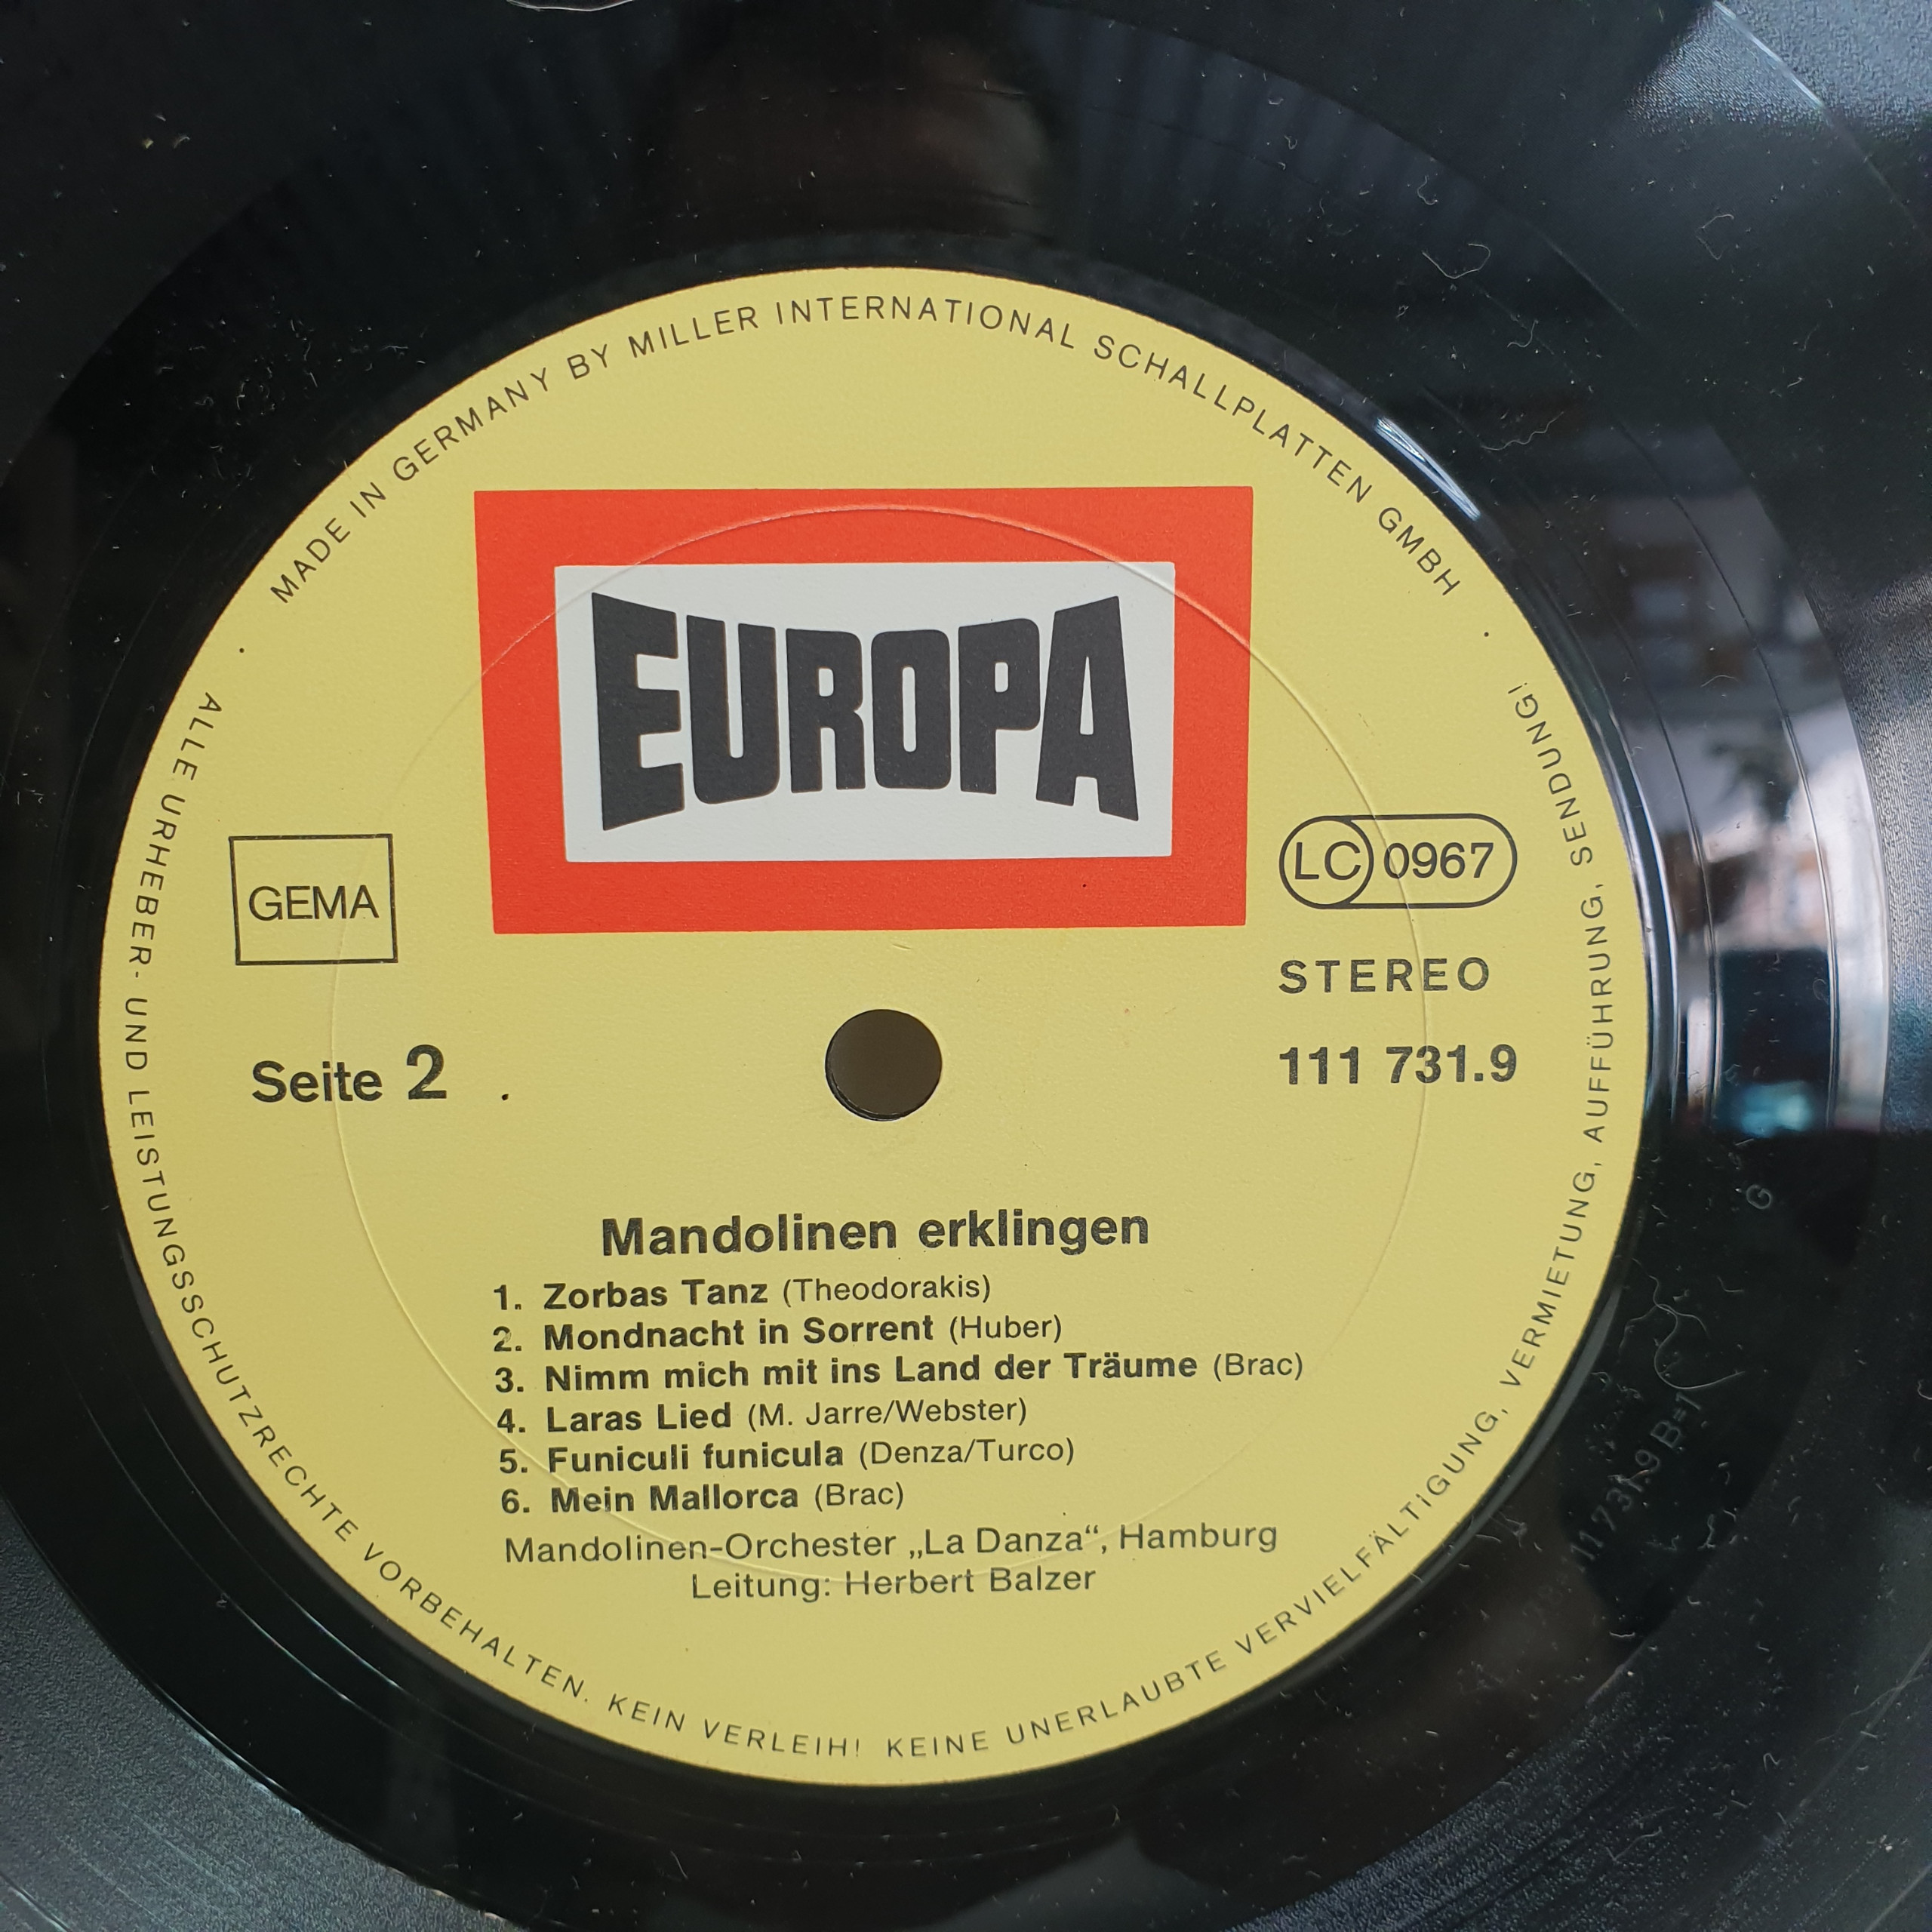 MADE IN GERMANY BY MILLER INTERNATIONAL SCHALLPLATTEN GMBH
EUROPA
GEMA
LC 0967
STEREO
Seite 2
111 731.9
Mandolinen erklingen
1. Zorbas Tanz (Theodorakis)
2. Mondnacht in Sorrent (Huber)
3. Nimm mich mit ins Land der Träume (Brac)
4. Laras Lied (M. Jarre/Webster)
5. Funiculi funicula (Denza/Turco)
6. Mein Mallorca (Brac)
Mandolinen-Orchester „La Danza“, Hamburg
Leitung: Herbert Balzer
ALLE URHEBER- UND LEISTUNGSSCHUTZRECHTE VORBEHALTEN. KEIN VERLEIH! KEINE UNERLAUBTE VERVIELFÄLTIGUNG, VERMIETUNG, AUFFÜHRUNG, SENDUNG!
G